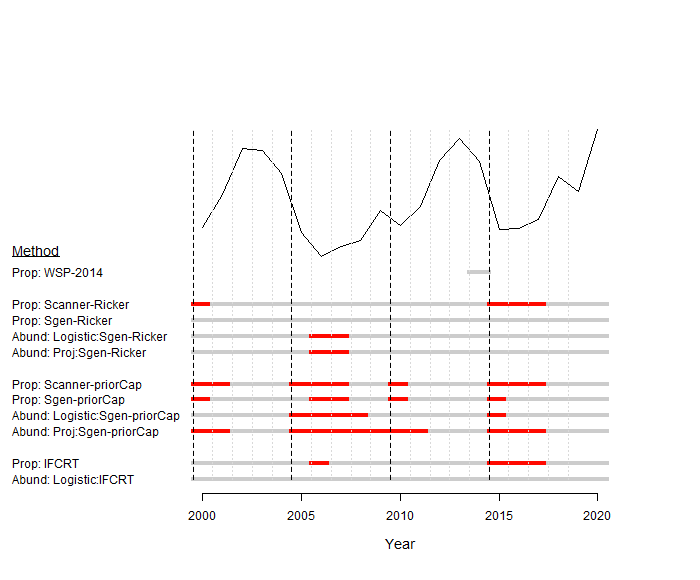 Method
Prop: WSP-2014
Prop: Scanner-Ricker
Prop: Sgen-Ricker
Abund: Logistic:Sgen-Ricker
Abund: Proj:Sgen-Ricker
Prop: Scanner-priorCap
Prop: Sgen-priorCap
Abund: Logistic:Sgen-priorCap
Abund: Proj:Sgen-priorCap
Prop: IFCRT
Abund: Logistic:IFCRT
2000 2005 2010 2015 2020
Year